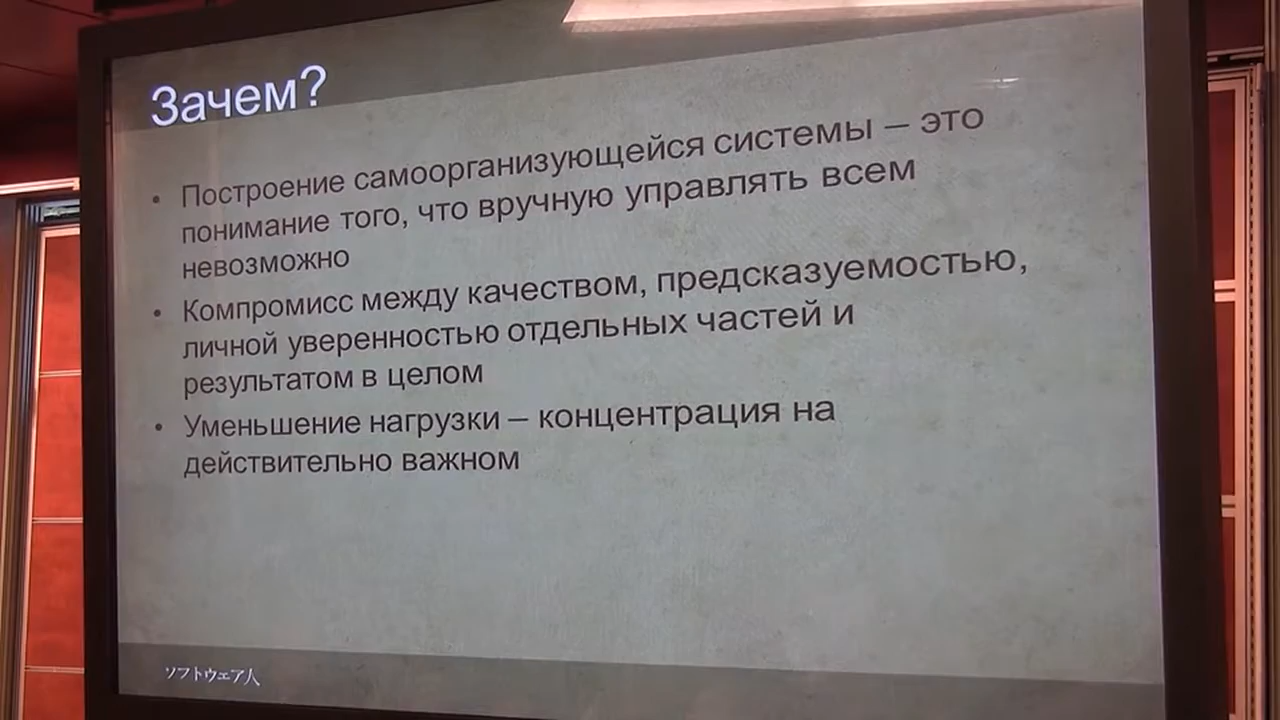 Зачем?
• Построение самоорганизующейся системы – это
понимание того, что вручную управлять всем
невозможно
• Компромисс между качеством, предсказуемостью,
личной уверенностью отдельных частей и
результатом в целом
• Уменьшение нагрузки – концентрация на
действительно важном
ソフトウェア人